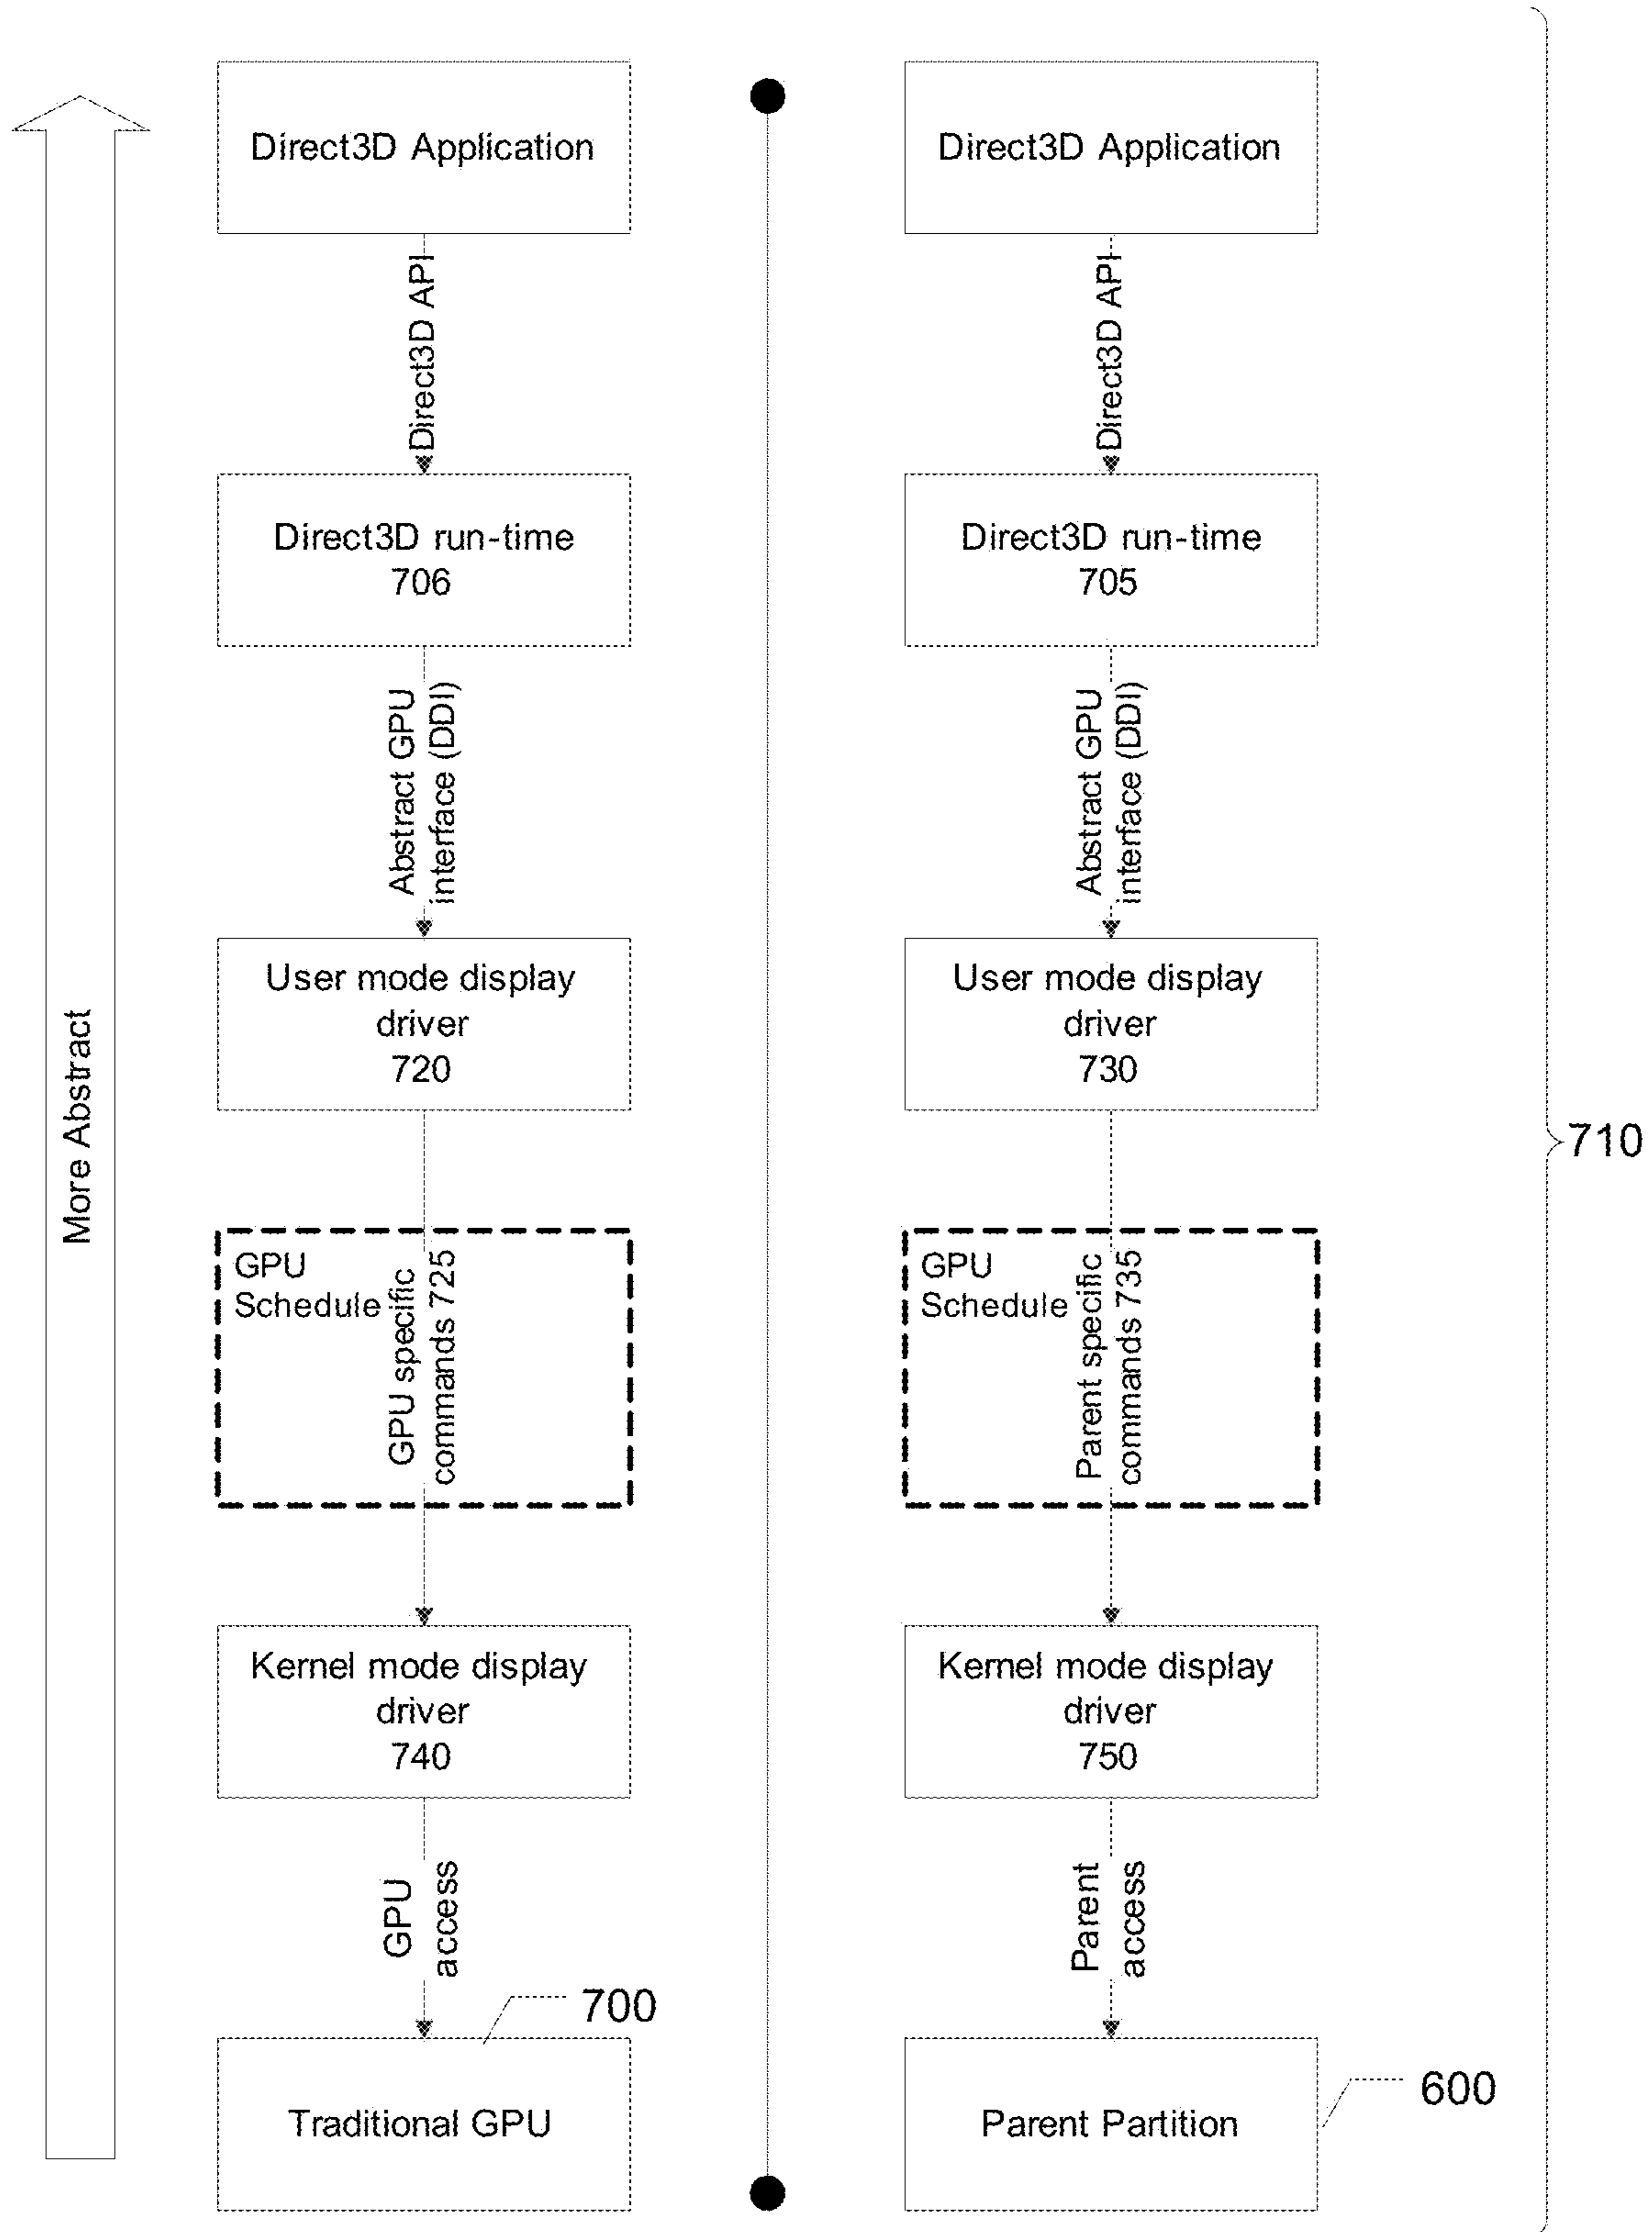 More Abstract
Direct3D Application
Direct3D API
Direct3D run-time
706
Abstract GPU
interface (DDI)
User mode display
driver
720
GPU
Schedule
GPU specific
commands 725
Kernel mode display
driver
740
GPU
access
700
Traditional GPU
Direct3D Application
Direct3D API
Direct3D run-time
705
Abstract GPU
interface (DDI)
User mode display
driver
730
GPU
Schedule
Parent specific
commands 735
Kernel mode display
driver
750
Parent
access
600
Parent Partition
710